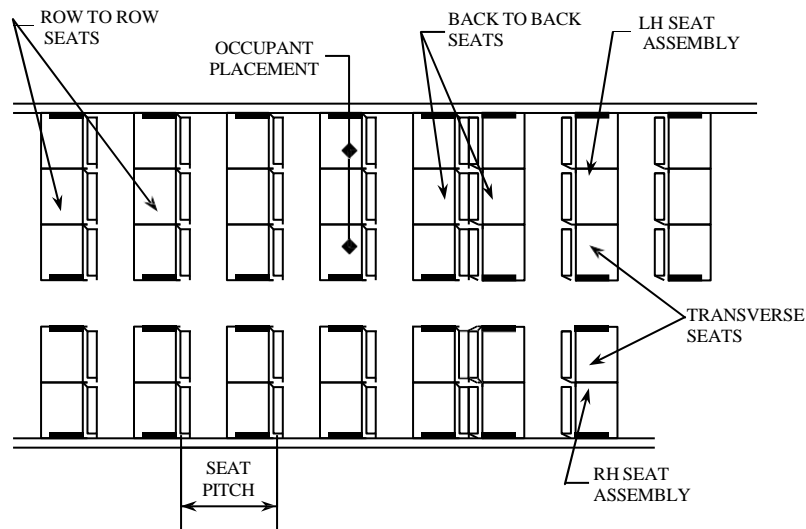 ROW TO ROW
SEATS
OCCUPANT
PLACEMENT
BACK TO BACK
SEATS
LH SEAT
ASSEMBLY
TRANSVERSE
SEATS
SEAT
PITCH
RH SEAT
ASSEMBLY